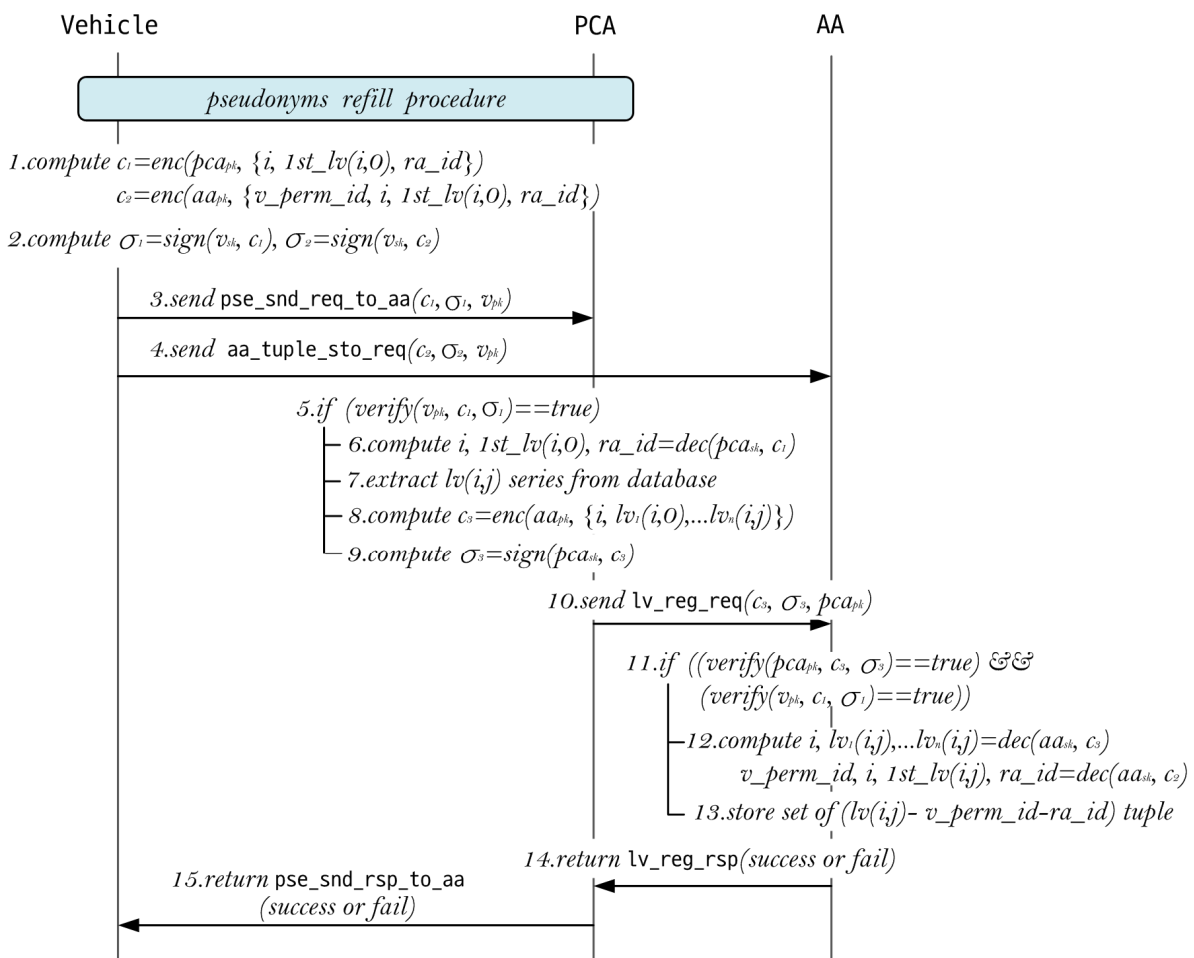 Vehicle PCA AA
pseudonyms refill procedure
1.compute c₁=enc(pcaₚₖ, {i, 1st_lv(i,0), ra_id})
c₂=enc(aaₚₖ, {v_perm_id, i, 1st_lv(i,0), ra_id})
2.compute σ₁=sign(vₛₖ, c₁), σ₂=sign(vₛₖ, c₂)
3.send pse_snd_req_to_aa(c₁, σ₁, vₚₖ)
4.send aa_tuple_sto_req(c₂, σ₂, vₚₖ)
5.if (verify(vₚₖ, c₁, σ₁)==true)
6.compute i, 1st_lv(i,0), ra_id=dec(pcaₛₖ, c₁)
7.extract lv(i,j) series from database
8.compute c₃=enc(aaₚₖ, {i, lv₁(i,0),...lvₙ(i,j)})
9.compute σ₃=sign(pcaₛₖ, c₃)
10.send lv_reg_req(c₃, σ₃, pcaₚₖ)
11.if ((verify(pcaₚₖ, c₃, σ₃)==true) &&
(verify(vₚₖ, c₁, σ₁)==true))
12.compute i, lv₁(i,j),...lvₙ(i,j)=dec(aaₛₖ, c₃)
v_perm_id, i, 1st_lv(i,j), ra_id=dec(aaₛₖ, c₂)
13.store set of (lv(i,j)- v_perm_id-ra_id) tuple
14.return lv_reg_rsp(success or fail)
15.return pse_snd_rsp_to_aa
(success or fail)